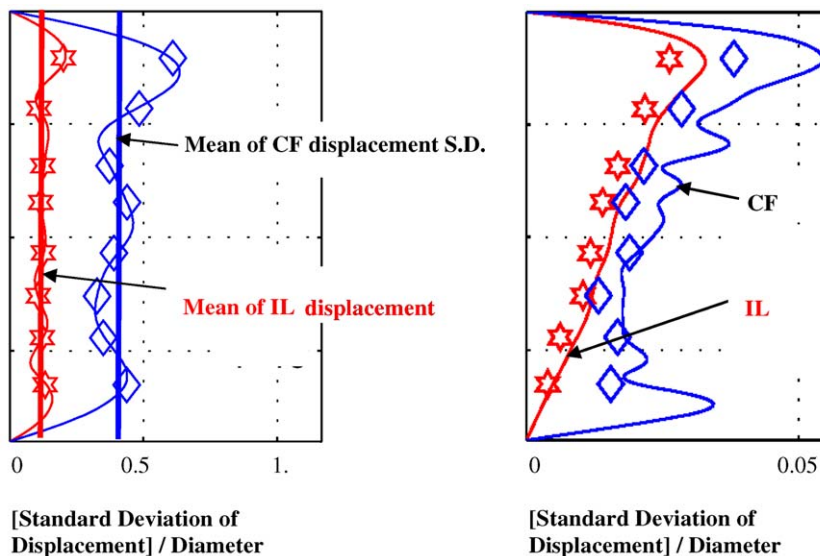 Mean of CF displacement S.D.
Mean of IL displacement
0 0.5 1.
[Standard Deviation of
Displacement] / Diameter
CF
IL
0 0.05
[Standard Deviation of
Displacement] / Diameter